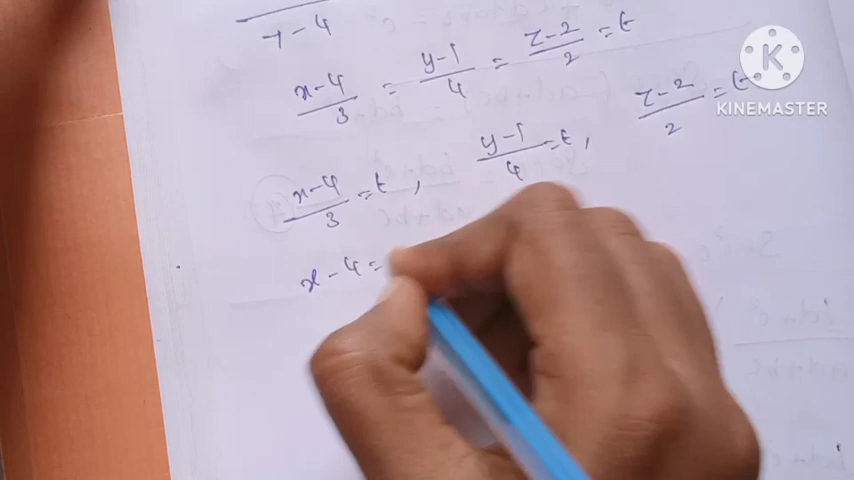 7-4
x-4/3 = y-1/4 = z-2/2 = t
x-4/3 = t, y-1/4 = t, z-2/2 = t
x-4 =
K
KINEMASTER